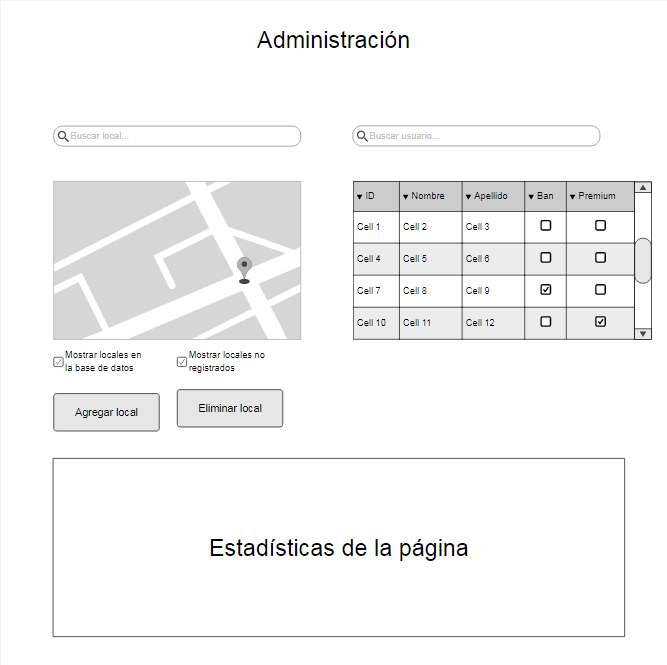 Administración
Buscar local...
Buscar usuario...
ID Nombre Apellido Ban Premium
Cell 1 Cell 2 Cell 3
Cell 4 Cell 5 Cell 6
Cell 7 Cell 8 Cell 9
Cell 10 Cell 11 Cell 12
Mostrar locales en
la base de datos
Mostrar locales no
registrados
Agregar local
Eliminar local
Estadísticas de la página